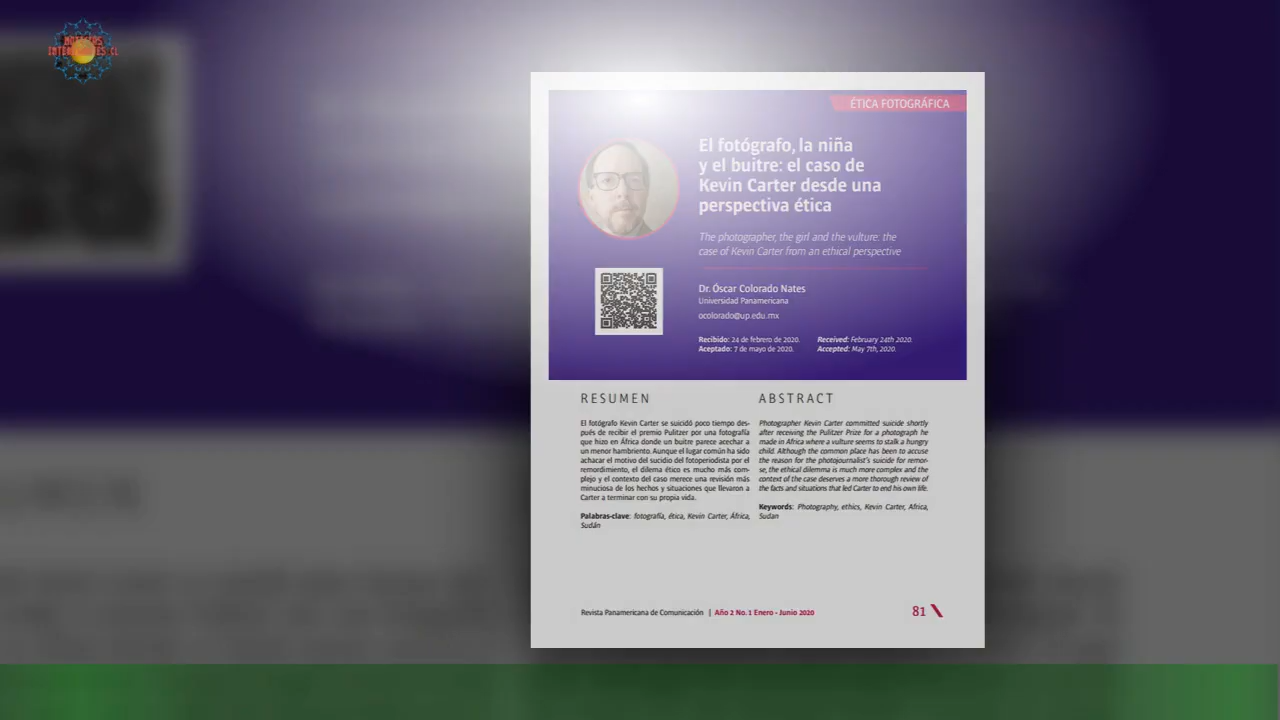 ÉTICA FOTOGRÁFICA
El fotógrafo, la niña
y el buitre: el caso de
Kevin Carter desde una
perspectiva ética
The photographer, the girl and the vulture: the
case of Kevin Carter from an ethical perspective
Dr. Óscar Colorado Nates
Universidad Panamericana
ocolorado@up.edu.mx
Recibido: 24 de febrero de 2020.
Aceptado: 7 de mayo de 2020.
Received: February 24th 2020.
Accepted: May 7th, 2020.
RESUMEN
El fotógrafo Kevin Carter se suicidó poco tiempo des-
pués de recibir el premio Pulitzer por una fotografía
que hizo en África donde un buitre parece acechar a
un menor hambriento. Aunque el lugar común ha sido
achacar el motivo del sucidio del fotoperiodista por el
remordimiento, el dilema ético es mucho más com-
plejo y el contexto del caso merece una revisión más
minuciosa de los hechos y situaciones que llevaron a
Carter a terminar con su propia vida.
Palabras-clave: fotografía, ética, Kevin Carter, África,
Sudán
ABSTRACT
Photographer Kevin Carter committed suicide shortly
after receiving the Pulitzer Prize for a photograph he
made in Africa where a vulture seems to stalk a hungry
child. Although the common place has been to accuse
the reason for the photojournalist's suicide for remor-
se, the ethical dilemma is much more complex and the
context of the case deserves a more thorough review of
the facts and situations that led Carter to end his own life.
Keywords: Photography, ethics, Kevin Carter, Africa,
Sudan
Revista Panamericana de Comunicación | Año 2 No. 1 Enero - Junio 2020
81